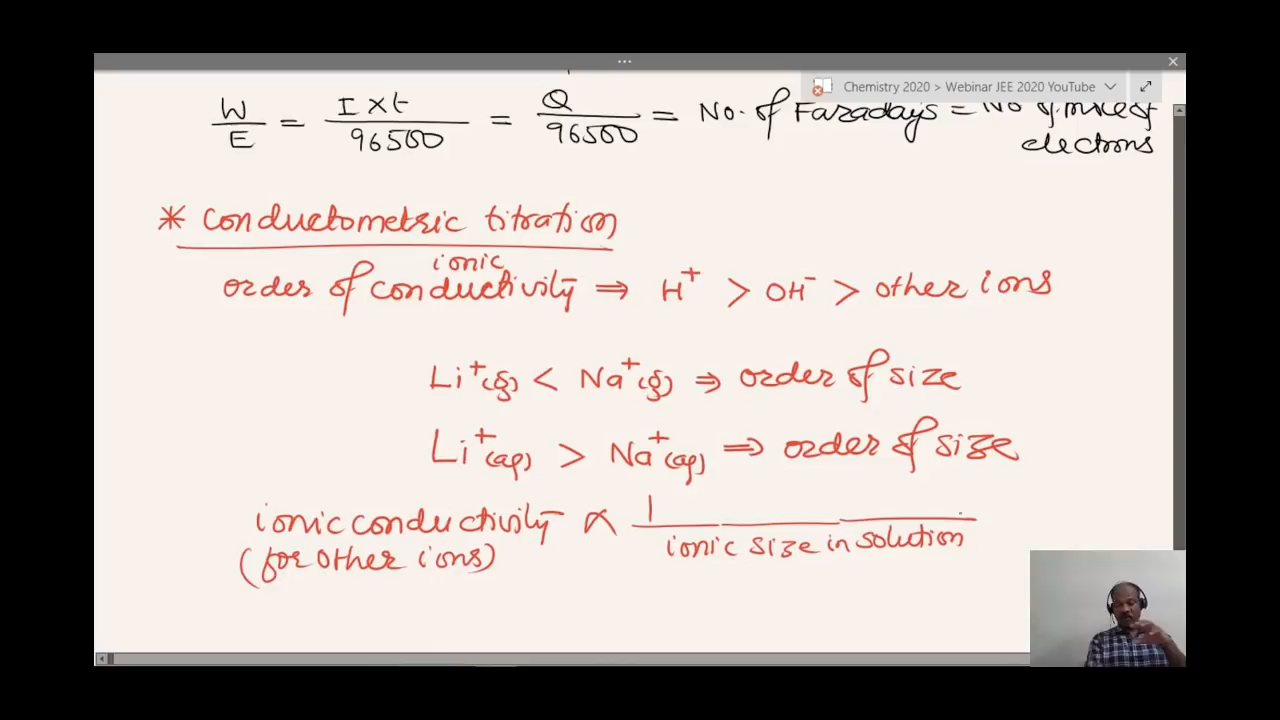 Chemistry 2020 > Webinar JEE 2020 YouTube
W/E = I×t/96500 = Q/96500 = No. of Faradays = No of mole of electrons
* Conductometric titration
order of ionic conductivity ⇒ H⁺ > OH⁻ > other ions
Li⁺(g) < Na⁺(g) ⇒ order of size
Li⁺(aq) > Na⁺(aq) ⇒ order of size
ionic conductivity ∝ 1/ionic size in solution
(for other ions)